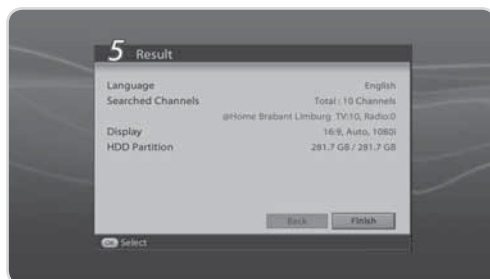 5 Result
Language English
Searched Channels Total : 10 Channels
@Home Brabant Limburg TV:10, Radio:0
Display 16:9, Auto, 1080i
HDD Partition 281.7 GB / 281.7 GB
Back Finish
OK Select